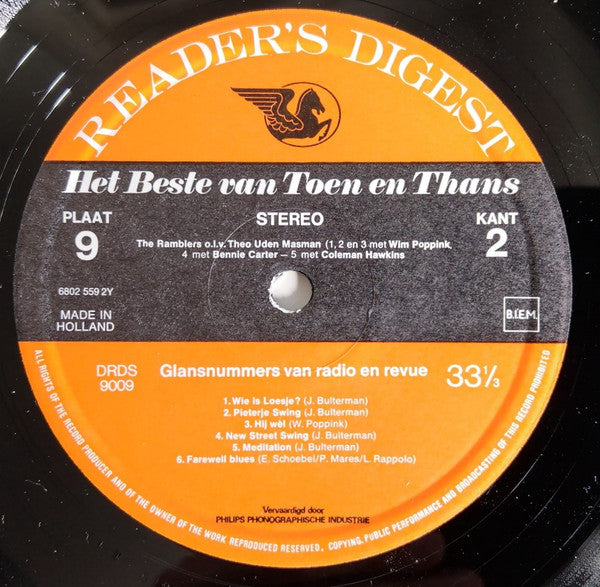 READER'S DIGEST
Het Beste van Toen en Thans
PLAAT
9
STEREO
KANT
2
The Ramblers o.l.v. Theo Uden Masman (1, 2 en 3 met Wim Poppink,
4 met Bennie Carter – 5 met Coleman Hawkins
6802 559 2Y
MADE IN
HOLLAND
B.I.E.M.
DRDS
9009
Glansnummers van radio en revue
33⅓
1. Wie is Loesje? (J. Bulterman)
2. Pieterje Swing (J. Bulterman)
3. Hij wèl (W. Poppink)
4. New Street Swing (J. Bulterman)
5. Meditation (J. Bulterman)
6. Farewell blues (E. Schoebel/P. Mares/L. Rappolo)
Vervaardigd door
PHILIPS PHONOGRAPHISCHE INDUSTRIE
ALL RIGHTS OF THE RECORD PRODUCER AND OF THE OWNER OF THE WORK REPRODUCED RESERVED. COPYING, PUBLIC PERFORMANCE AND BROADCASTING OF THIS RECORD PROHIBITED